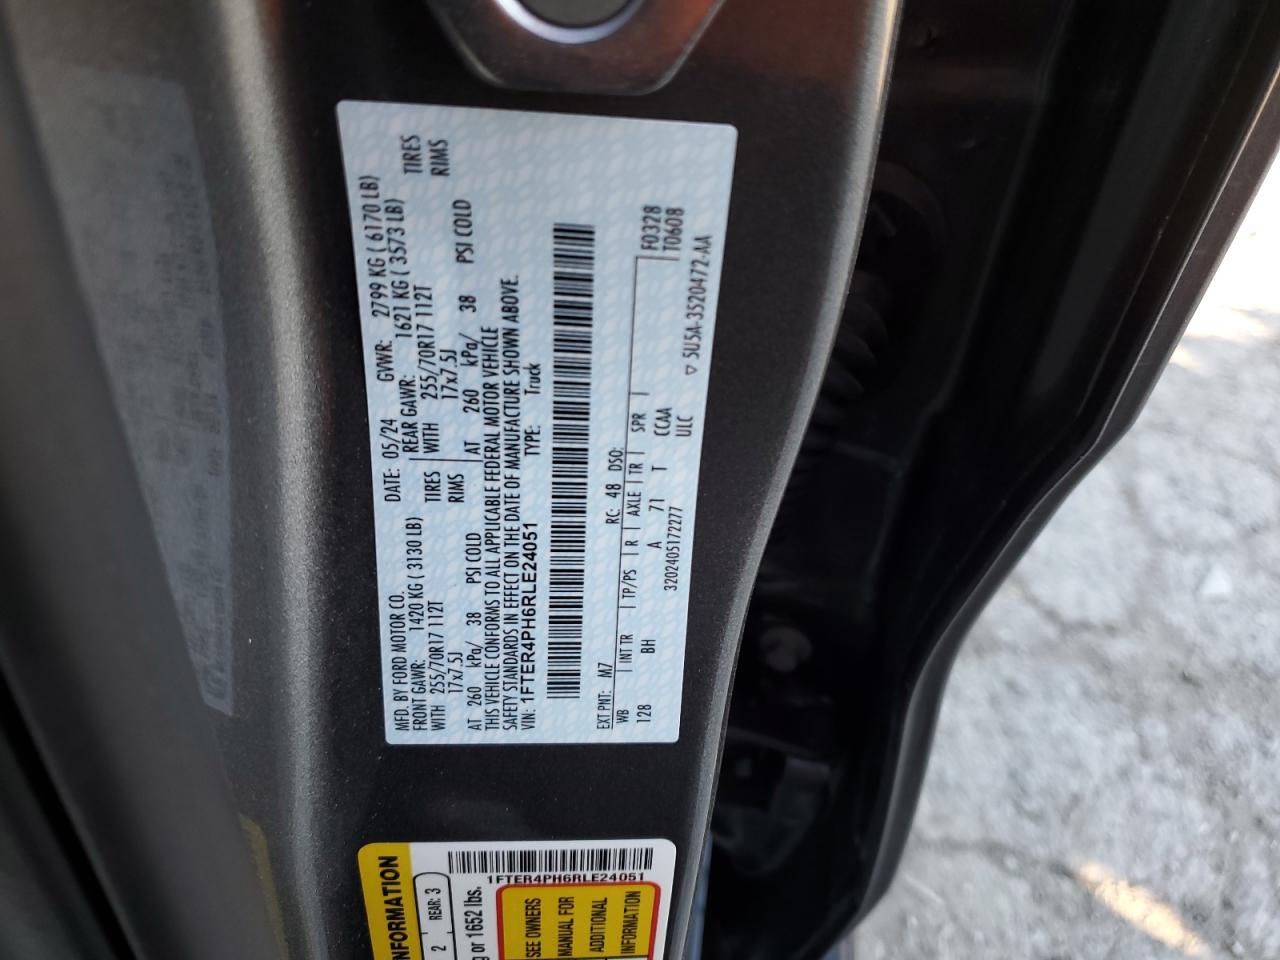 MFD. BY FORD MOTOR CO.
DATE: 05/24 GVWR: 2799 KG ( 6170 LB)
FRONT GAWR: 1420 KG ( 3130 LB) REAR GAWR: 1621 KG ( 3573 LB)
WITH 255/70R17 112T TIRES WITH 255/70R17 112T TIRES
17x7.5J RIMS 17x7.5J RIMS
AT 260 kPa/ 38 PSI COLD AT 260 kPa/ 38 PSI COLD
THIS VEHICLE CONFORMS TO ALL APPLICABLE FEDERAL MOTOR VEHICLE
SAFETY STANDARDS IN EFFECT ON THE DATE OF MANUFACTURE SHOWN ABOVE.
VIN: 1FTER4PH6RLE24051 TYPE: Truck
EXT PNT: M7 RC: 48 DSO: F0328
WB INT TR TP/PS R AXLE TR SPR T0608
128 BH A 71 T CCAA
ULC
3202405172277 ▽ 5U5A-3520472-AA
NFORMATION
2 REAR: 3
g or 1652 lbs.
1FTER4PH6RLE24051
SEE OWNERS
MANUAL FOR
ADDITIONAL
INFORMATION